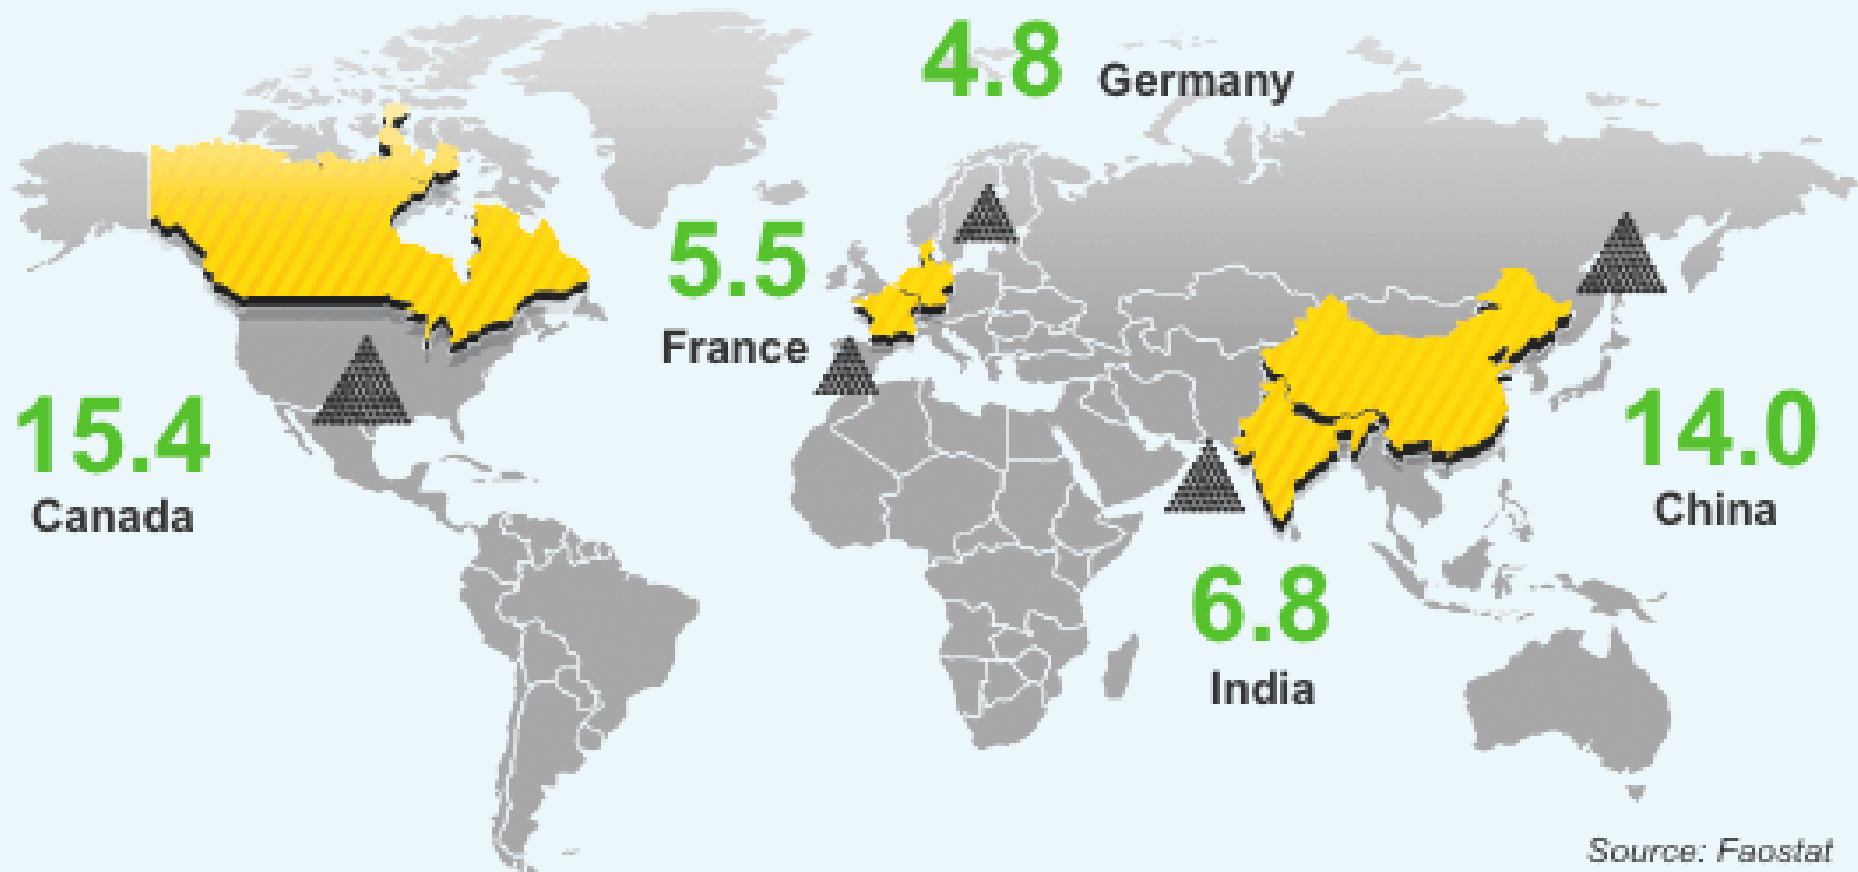 4.8 Germany
5.5
France
15.4
Canada
14.0
China
6.8
India
Source: Faostat